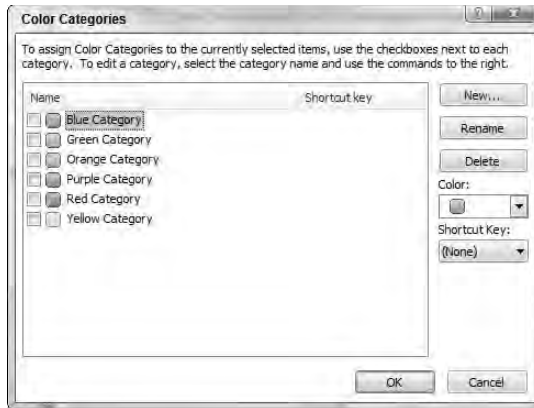 Color Categories
To assign Color Categories to the currently selected items, use the checkboxes next to each
category. To edit a category, select the category name and use the commands to the right.
Name Shortcut key
Blue Category
Green Category
Orange Category
Purple Category
Red Category
Yellow Category
New...
Rename
Delete
Color:
Shortcut Key:
(None)
OK Cancel